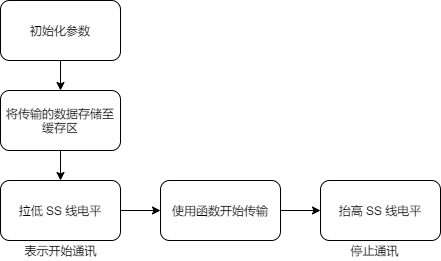 初始化参数
将传输的数据存储至
缓存区
拉低 SS 线电平
使用函数开始传输
抬高 SS 线电平
表示开始通讯
停止通讯